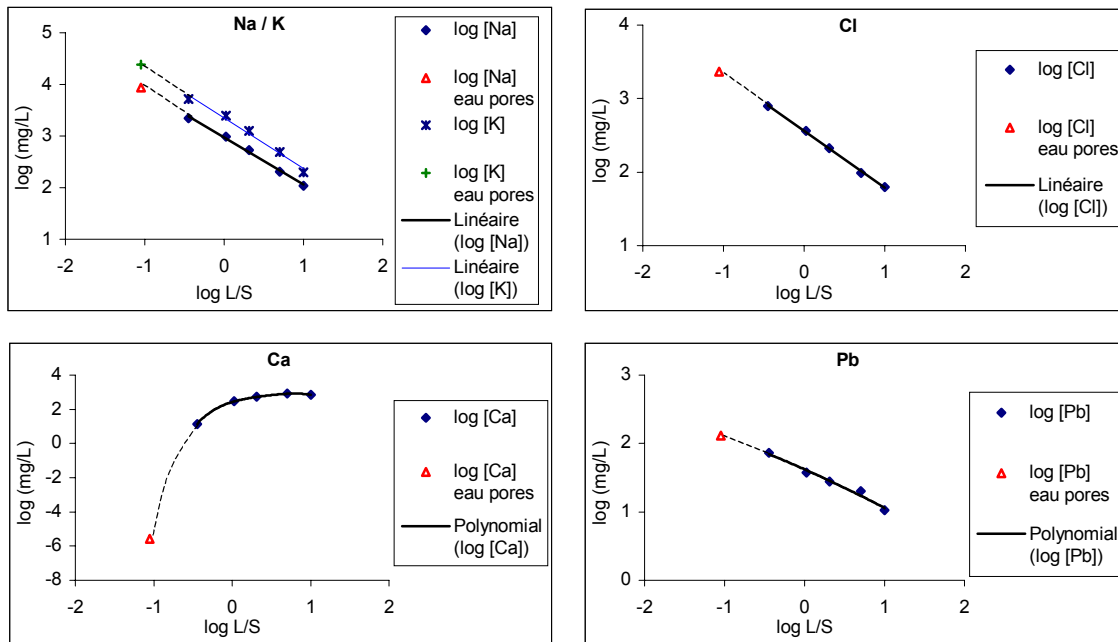 Na / K
5
4
3
2
1
-2
-1
0
1
2
log (mg/L)
log L/S
log [Na]
log [Na]
eau pores
log [K]
log [K]
eau pores
Linéaire
(log [Na])
Linéaire
(log [K])
Cl
4
3
2
1
-2
-1
0
1
2
log (mg/L)
log L/S
log [Cl]
log [Cl]
eau pores
Linéaire
(log [Cl])
Ca
4
2
0
-2
-4
-6
-8
-2
-1
0
1
2
log (mg/L)
log L/S
log [Ca]
log [Ca]
eau pores
Polynomial
(log [Ca])
Pb
3
2
1
0
-2
-1
0
1
2
log (mg/L)
log L/S
log [Pb]
log [Pb]
eau pores
Polynomial
(log [Pb])